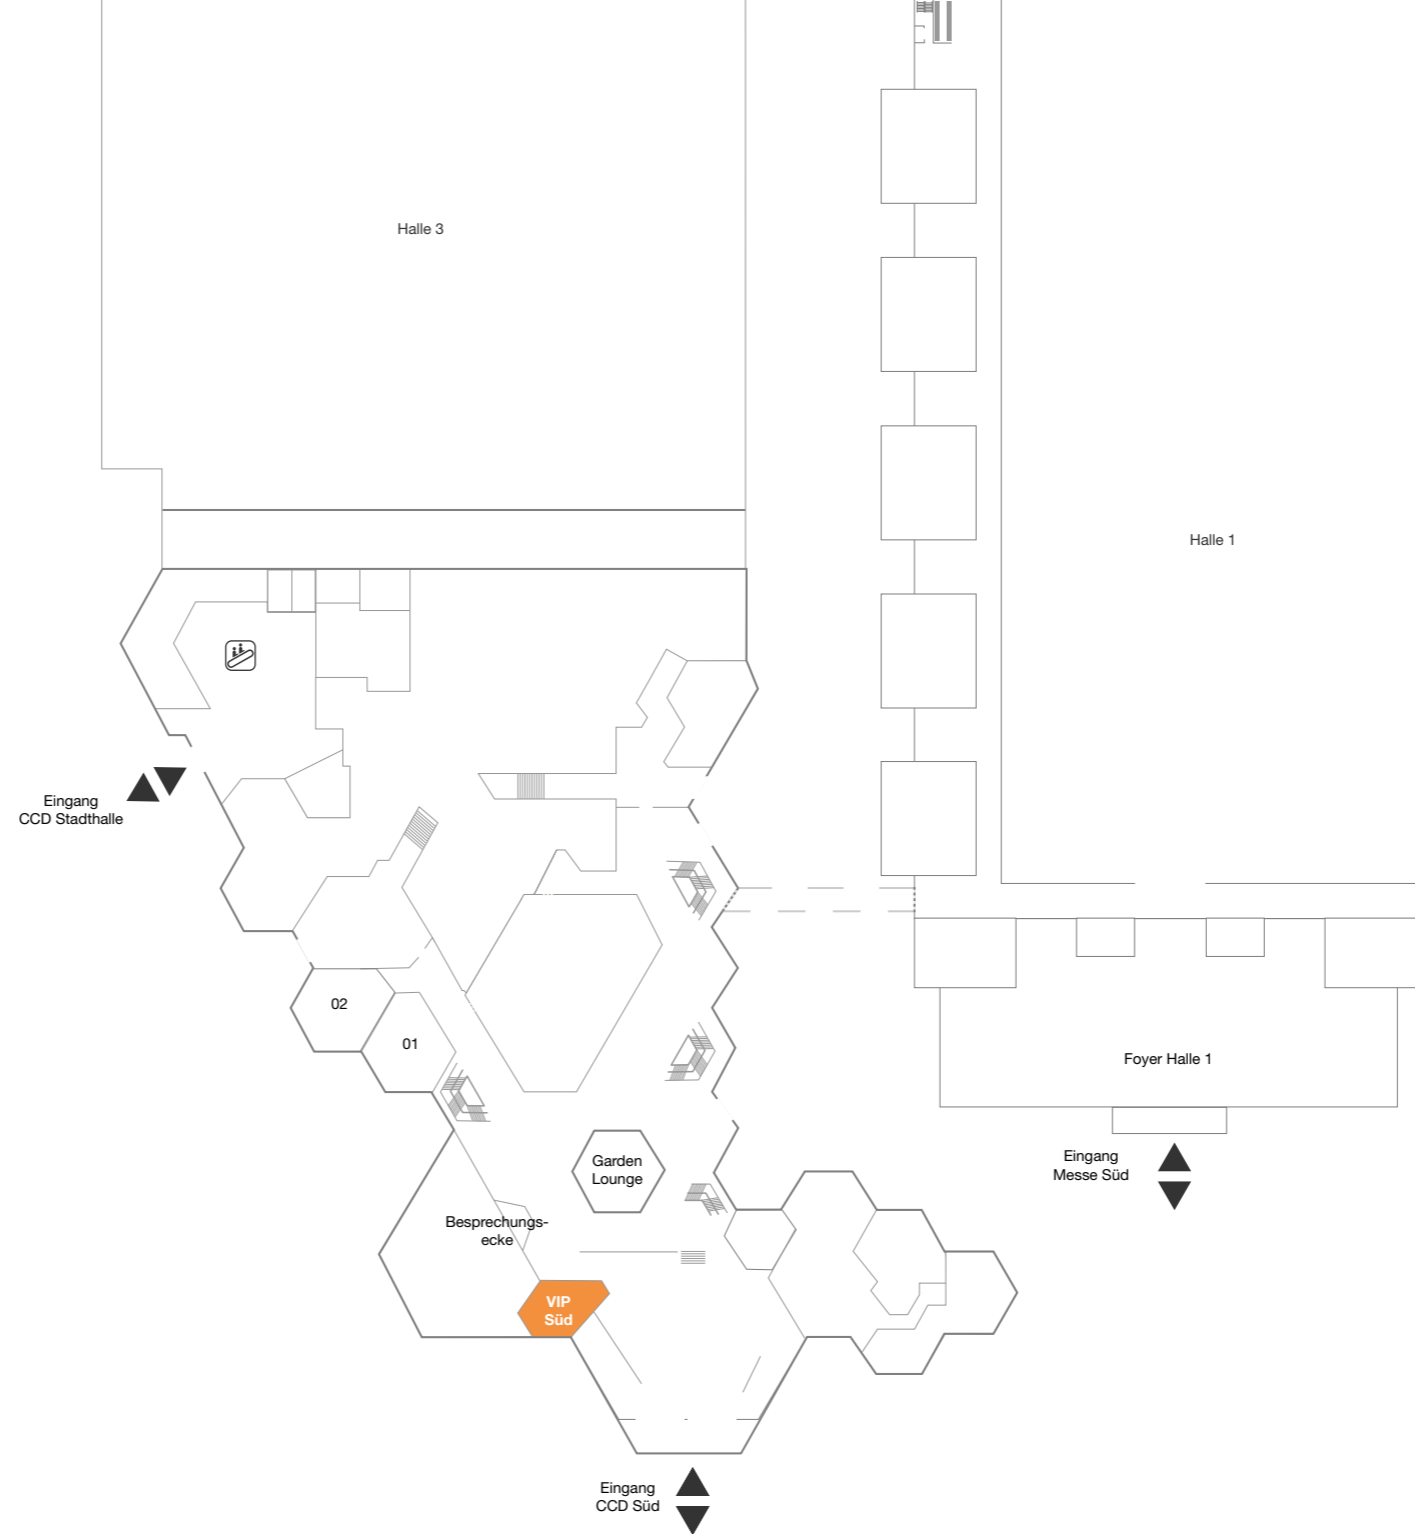 Halle 3
Halle 1
Eingang
CCD Stadthalle
02
01
Foyer Halle 1
Eingang
Messe Süd
Garden
Lounge
Besprechungs-
ecke
VIP
Süd
Eingang
CCD Süd